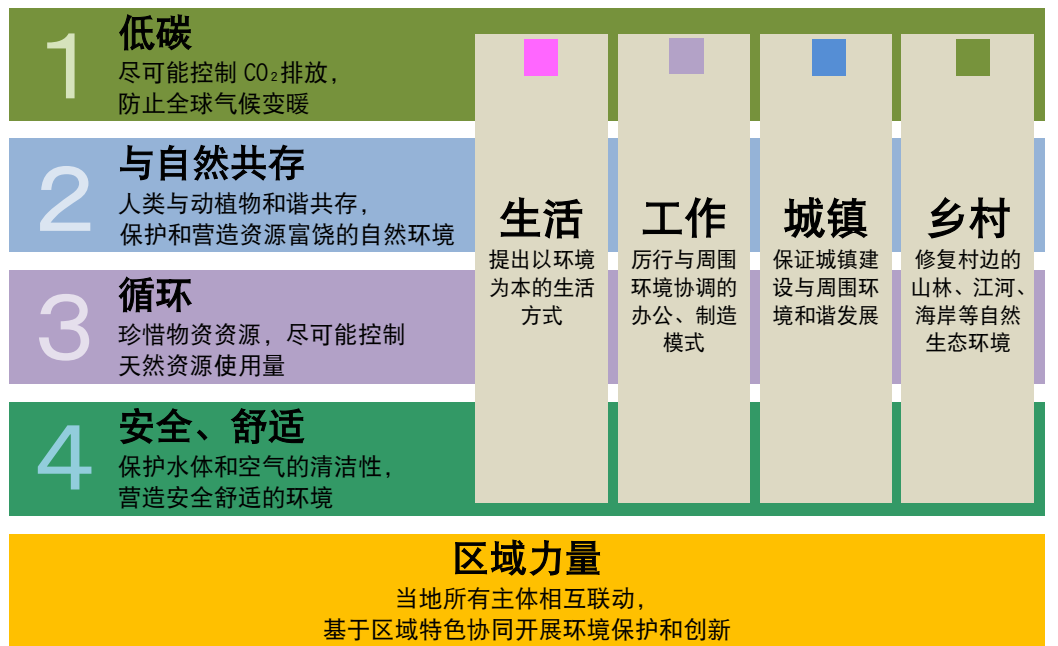 1
低碳
尽可能控制 CO₂排放，
防止全球气候变暖
2
与自然共存
人类与动植物和谐共存，
保护和营造资源富饶的自然环境
3
循环
珍惜物资资源，尽可能控制
天然资源使用量
4
安全、舒适
保护水体和空气的清洁性，
营造安全舒适的环境
生活
提出以环境
为本的生活
方式
工作
厉行与周围
环境协调的
办公、制造
模式
城镇
保证城镇建
设与周围环
境和谐发展
乡村
修复村边的
山林、江河、
海岸等自然
生态环境
区域力量
当地所有主体相互联动，
基于区域特色协同开展环境保护和创新